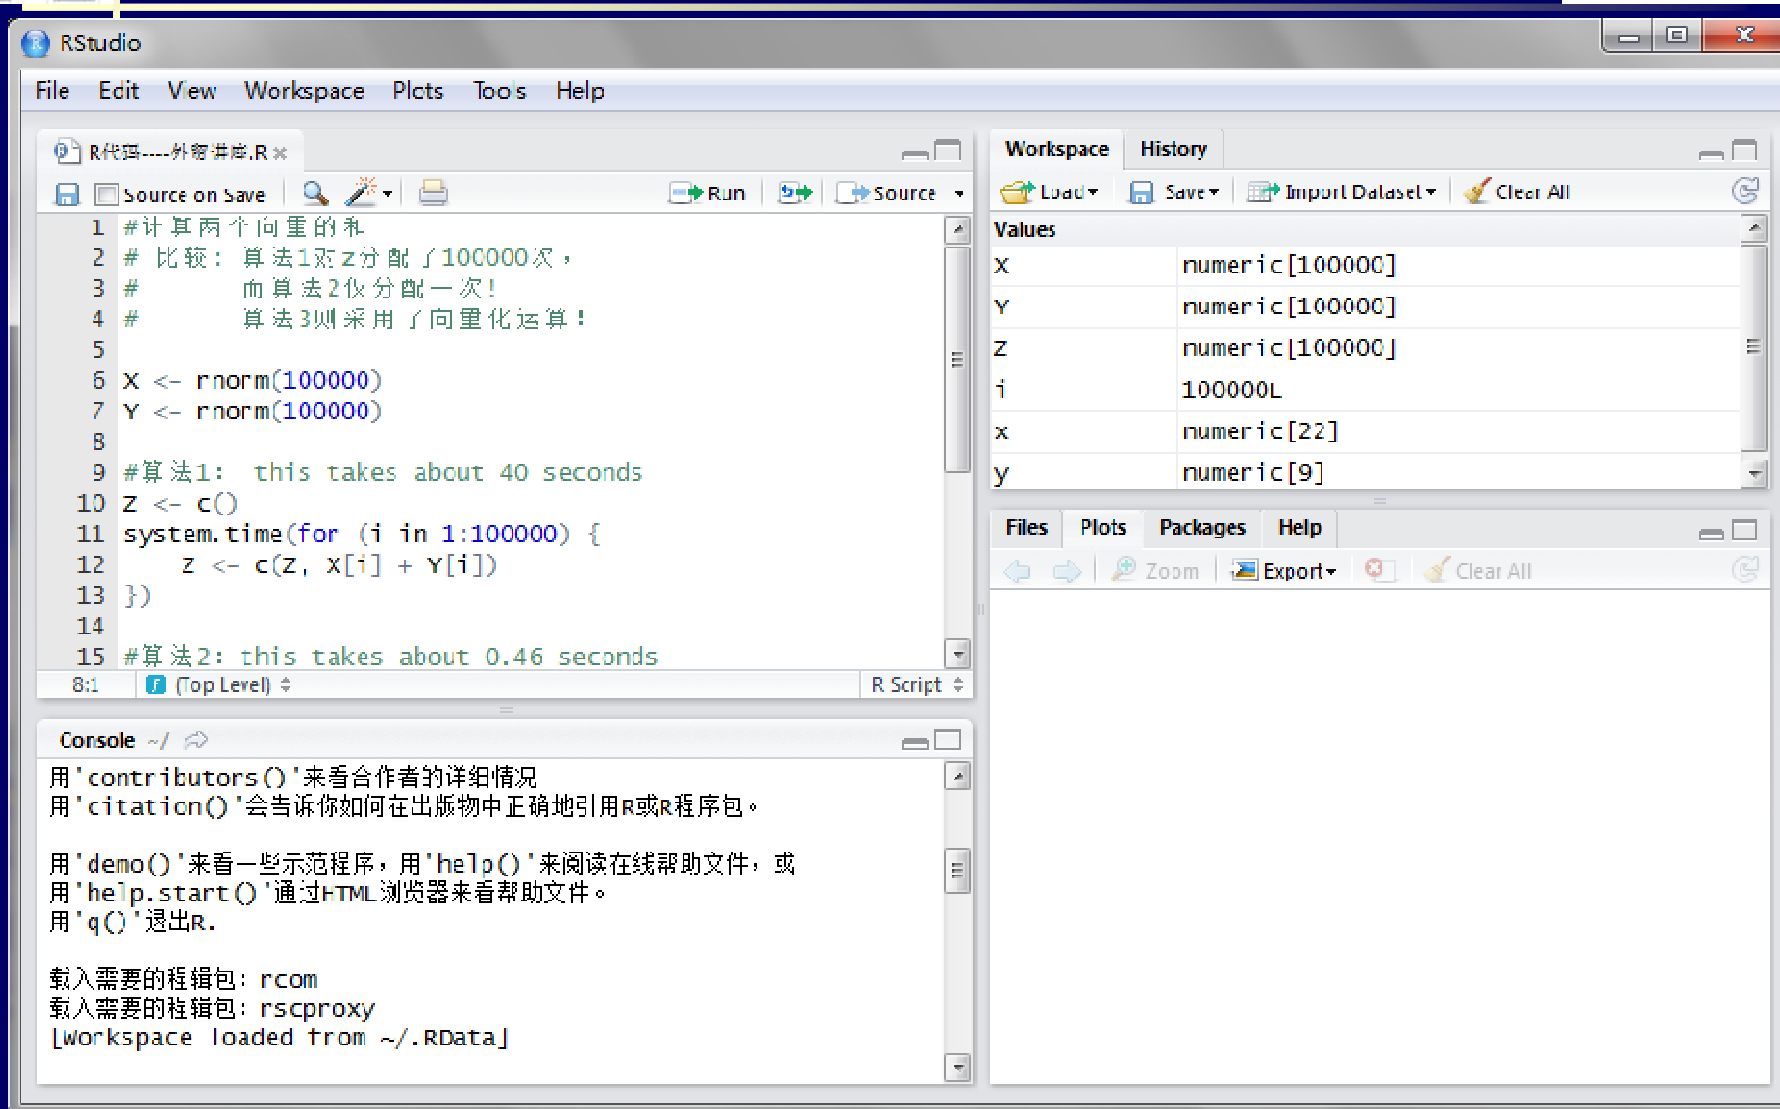 RStudio
File Edit View Workspace Plots Tools Help
R代码----外贸讲座.R
Source on Save Run Source
1 #计算两个向量的和
2 # 比较: 算法1对Z分配了100000次,
3 # 而算法2仅分配一次!
4 # 算法3则采用了向量化运算!
5
6 X <- rnorm(100000)
7 Y <- rnorm(100000)
8
9 #算法1: this takes about 40 seconds
10 Z <- c()
11 system.time(for (i in 1:100000) {
12 Z <- c(Z, X[i] + Y[i])
13 })
14
15 #算法2: this takes about 0.46 seconds
8:1 (Top Level) R Script
Console ~/
用'contributors()'来看合作者的详细情况
用'citation()'会告诉你如何在出版物中正确地引用R或R程序包。
用'demo()'来看一些示范程序,用'help()'来阅读在线帮助文件,或
用'help.start()'通过HTML浏览器来看帮助文件。
用'q()'退出R.
载入需要的程辑包: rcom
载入需要的程辑包: rscproxy
[Workspace loaded from ~/.RData]
Workspace History
Load Save Import Dataset Clear All
Values
X numeric[100000]
Y numeric[100000]
Z numeric[100000]
i 100000L
x numeric[22]
y numeric[9]
Files Plots Packages Help
Zoom Export Clear All